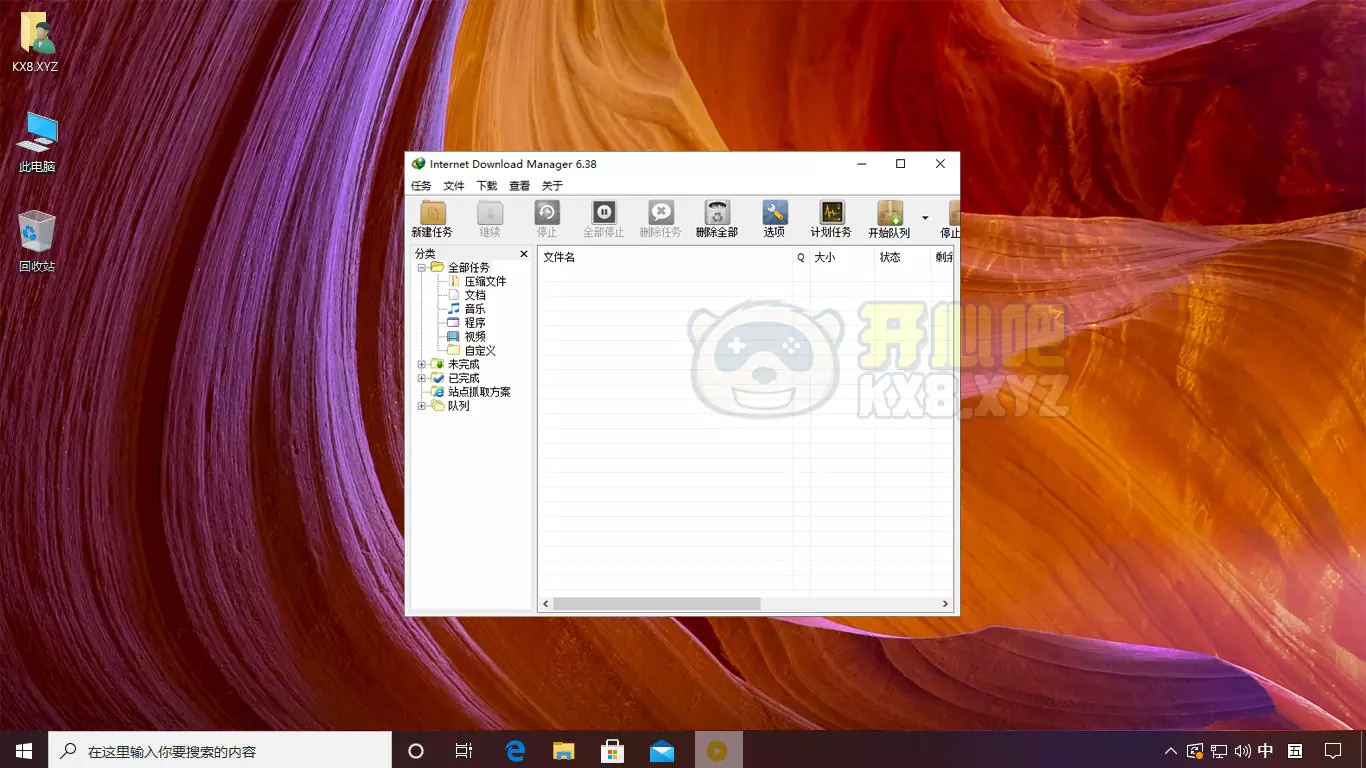 KX8.XYZ
此电脑
回收站
Internet Download Manager 6.38
任务 文件 下载 查看 关于
新建任务 继续 停止 全部停止 删除任务 删除全部 选项 计划任务 开始队列 停止
分类
全部任务
压缩文件
文档
音乐
程序
视频
自定义
未完成
已完成
站点抓取方案
队列
文件名 Q 大小 状态 剩余
开心吧
KX8.XYZ
在这里输入你要搜索的内容
中 五